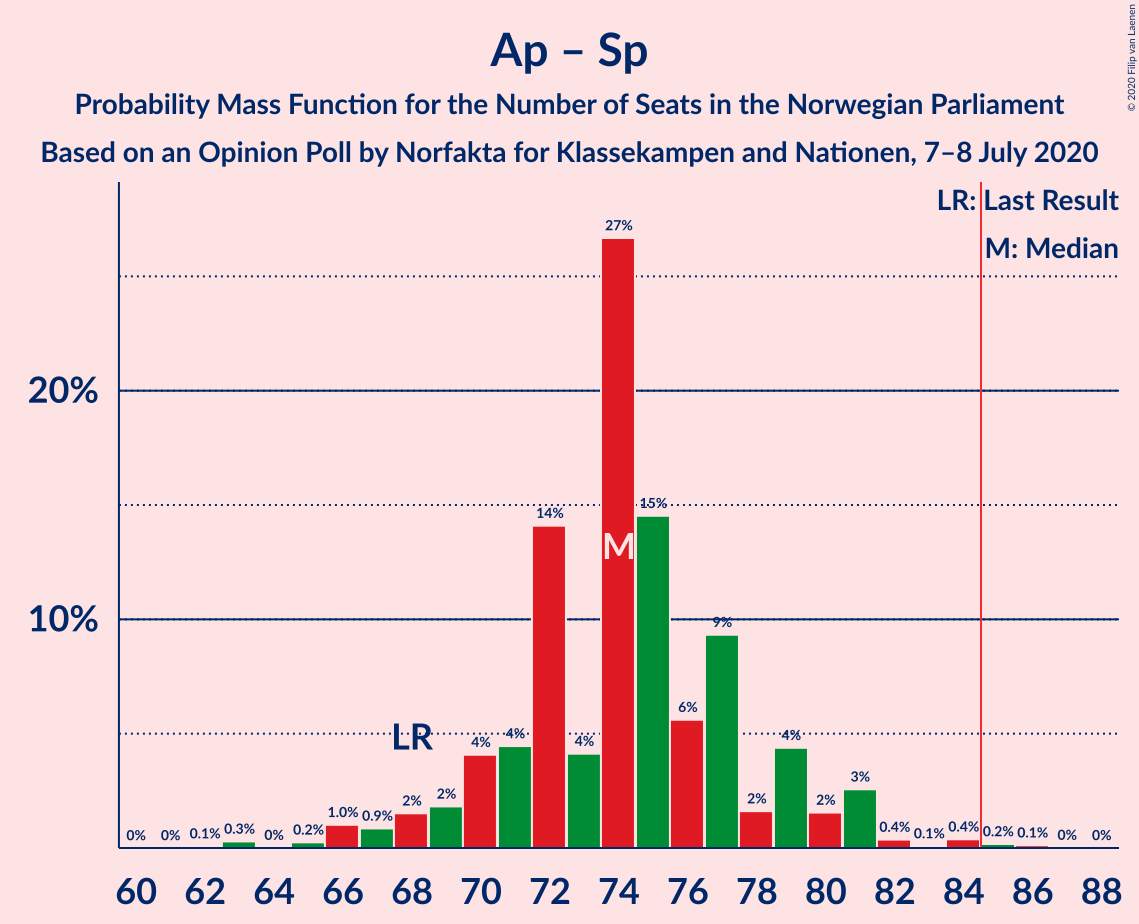 Ap – Sp
Probability Mass Function for the Number of Seats in the Norwegian Parliament
Based on an Opinion Poll by Norfakta for Klassekampen and Nationen, 7–8 July 2020
© 2020 Filip van Laenen
LR: Last Result
M: Median
27%
20%
15%
14%
M
10%
9%
6%
LR
4%
4%
4%
4%
3%
2%
2%
2%
2%
0% 0% 0.1% 0.3% 0% 0.2% 1.0% 0.9%
0.4% 0.1% 0.4% 0.2% 0.1% 0% 0%
60 62 64 66 68 70 72 74 76 78 80 82 84 86 88